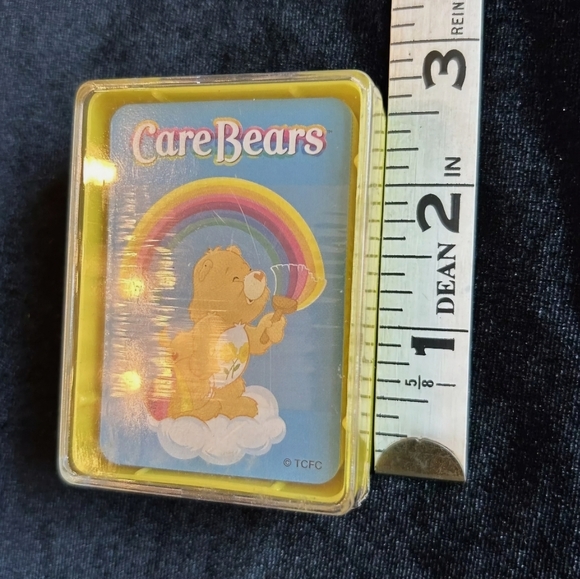 Care Bears
© TCFC
1
2
3
5/8
DEAN
IN
REIN